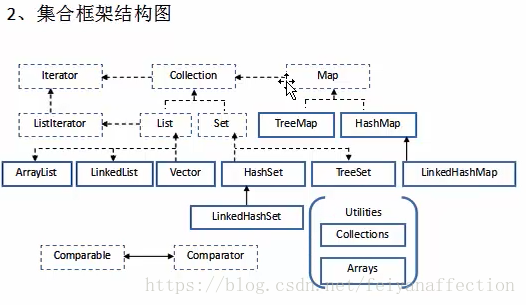 2、集合框架结构图
Iterator
Collection
Map
ListIterator
List
Set
TreeMap
HashMap
ArrayList
LinkedList
Vector
HashSet
TreeSet
LinkedHashMap
LinkedHashSet
Utilities
Collections
Arrays
Comparable
Comparator
https://blog.csdn.net/feiyanaffection